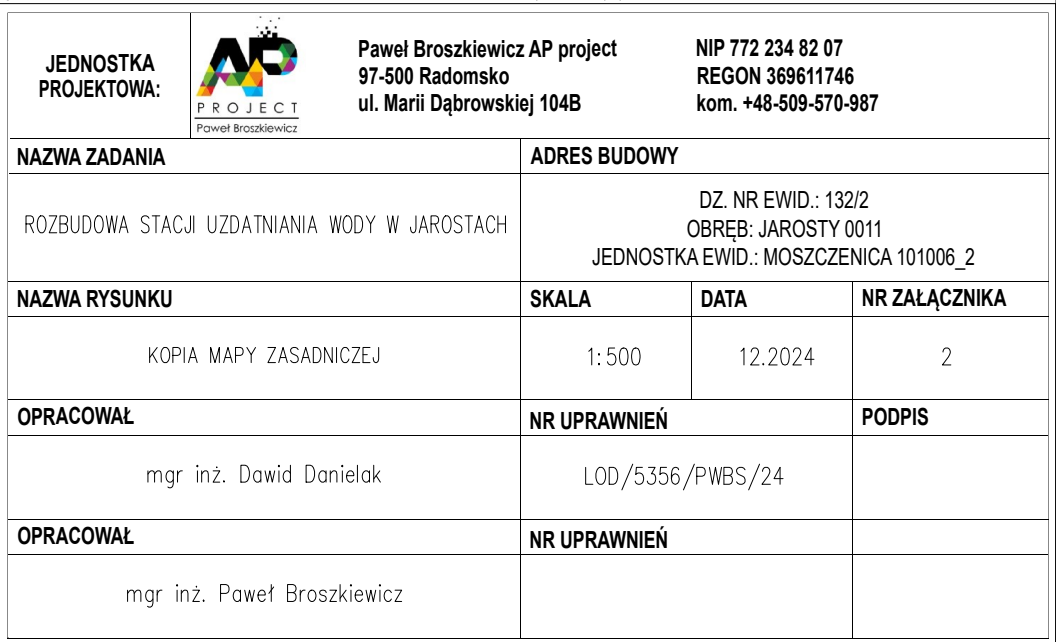 JEDNOSTKA
PROJEKTOWA:
AP
PROJECT
Paweł Broszkiewicz
Paweł Broszkiewicz AP project
97-500 Radomsko
ul. Marii Dąbrowskiej 104B
NIP 772 234 82 07
REGON 369611746
kom. +48-509-570-987
NAZWA ZADANIA
ADRES BUDOWY
ROZBUDOWA STACJI UZDATNIANIA WODY W JAROSTACH
DZ. NR EWID.: 132/2
OBRĘB: JAROSTY 0011
JEDNOSTKA EWID.: MOSZCZENICA 101006_2
NAZWA RYSUNKU
SKALA
DATA
NR ZAŁĄCZNIKA
KOPIA MAPY ZASADNICZEJ
1:500
12.2024
2
OPRACOWAŁ
NR UPRAWNIEŃ
PODPIS
mgr inż. Dawid Danielak
LOD/5356/PWBS/24
OPRACOWAŁ
NR UPRAWNIEŃ
mgr inż. Paweł Broszkiewicz